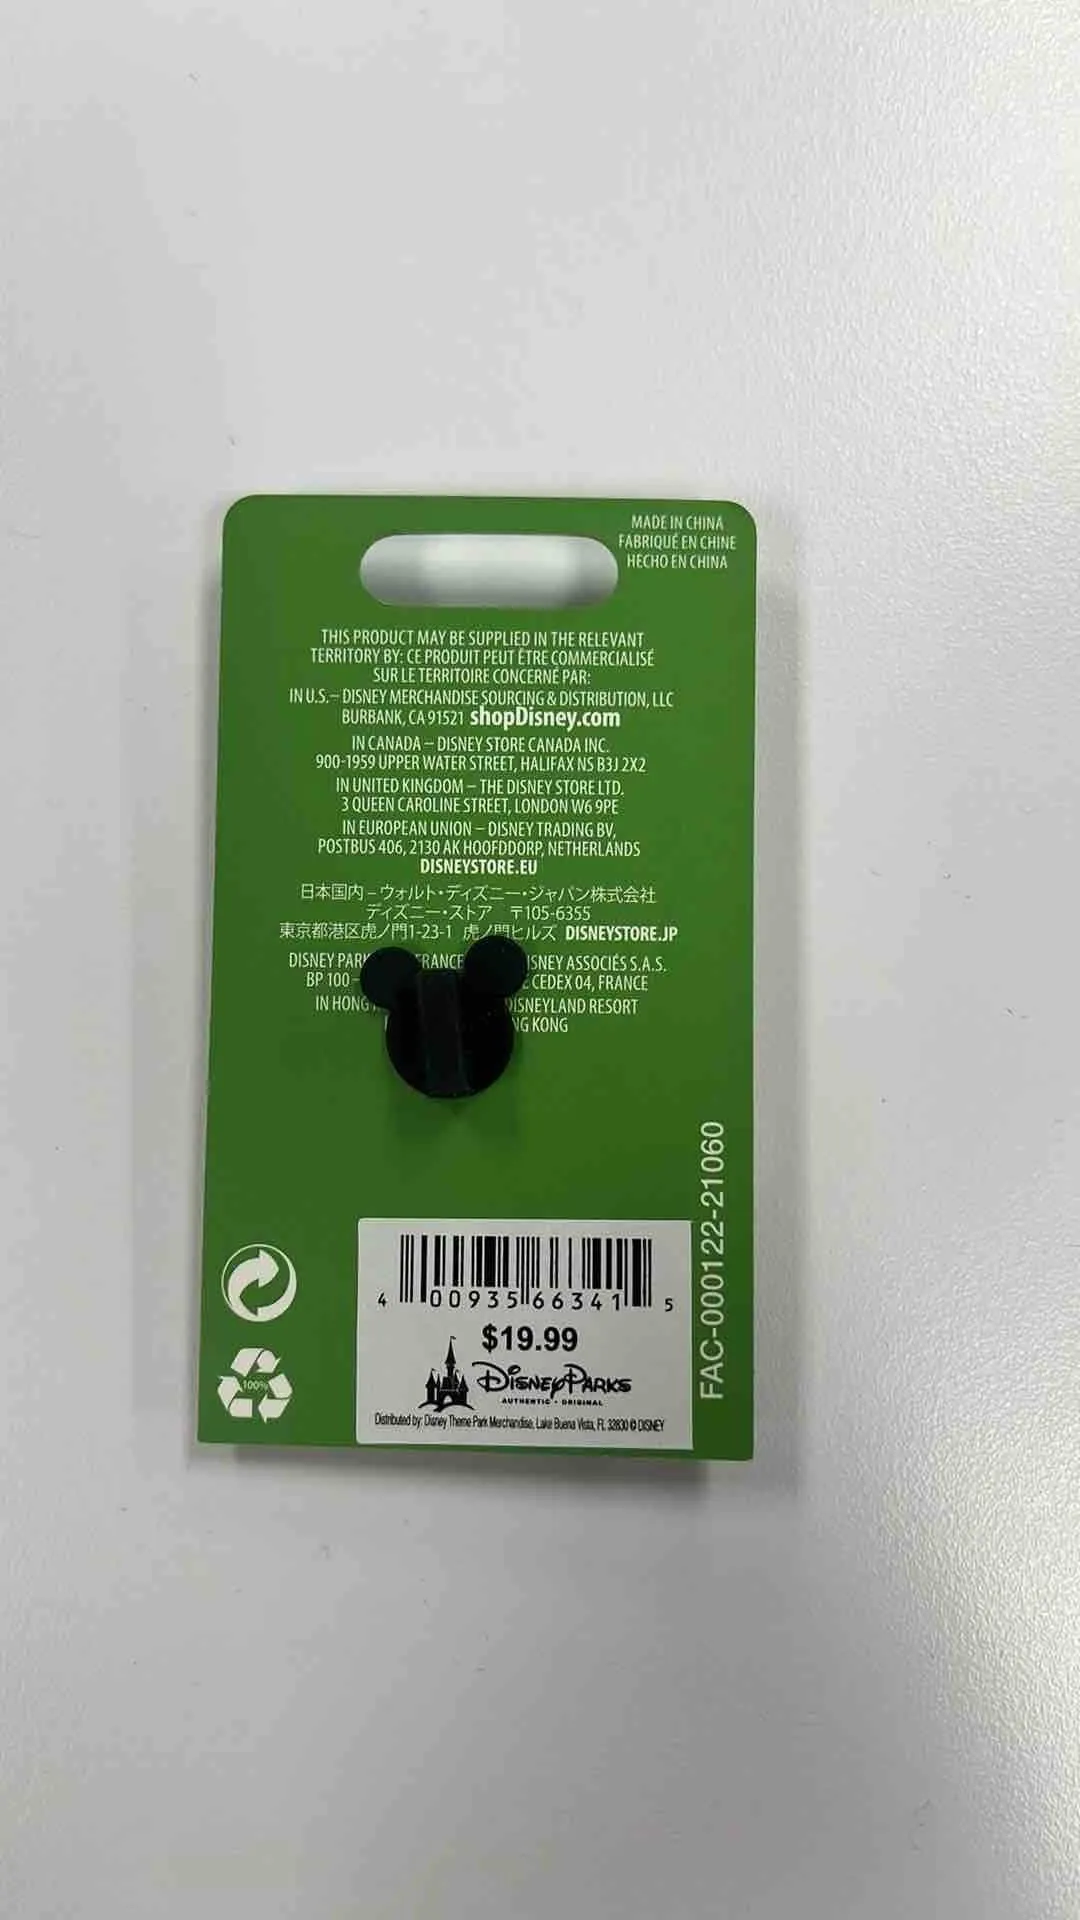 MADE IN CHINA
FABRIQUÉ EN CHINE
HECHO EN CHINA
THIS PRODUCT MAY BE SUPPLIED IN THE RELEVANT
TERRITORY BY: CE PRODUIT PEUT ÊTRE COMMERCIALISÉ
SUR LE TERRITOIRE CONCERNÉ PAR:
IN U.S.– DISNEY MERCHANDISE SOURCING & DISTRIBUTION, LLC
BURBANK, CA 91521 shopDisney.com
IN CANADA – DISNEY STORE CANADA INC.
900-1959 UPPER WATER STREET, HALIFAX NS B3J 2X2
IN UNITED KINGDOM – THE DISNEY STORE LTD.
3 QUEEN CAROLINE STREET, LONDON W6 9PE
IN EUROPEAN UNION – DISNEY TRADING BV,
POSTBUS 406, 2130 AK HOOFDDORP, NETHERLANDS
DISNEYSTORE.EU
日本国内 – ウォルト・ディズニー・ジャパン株式会社
ディズニー・ストア 〒105-6355
東京都港区虎ノ門1-23-1 虎ノ門ヒルズ DISNEYSTORE.JP
DISNEY ASSOCIÉS S.A.S.
BP 100 CEDEX 04, FRANCE
IN DISNEYLAND RESORT
KONG
FAC-000122-21060
100%
4 00935 66341 5
$19.99
DISNEY PARKS
AUTHENTIC • ORIGINAL
Distributed by: Disney Theme Park Merchandise, Lake Buena Vista, FL 32830 © DISNEY